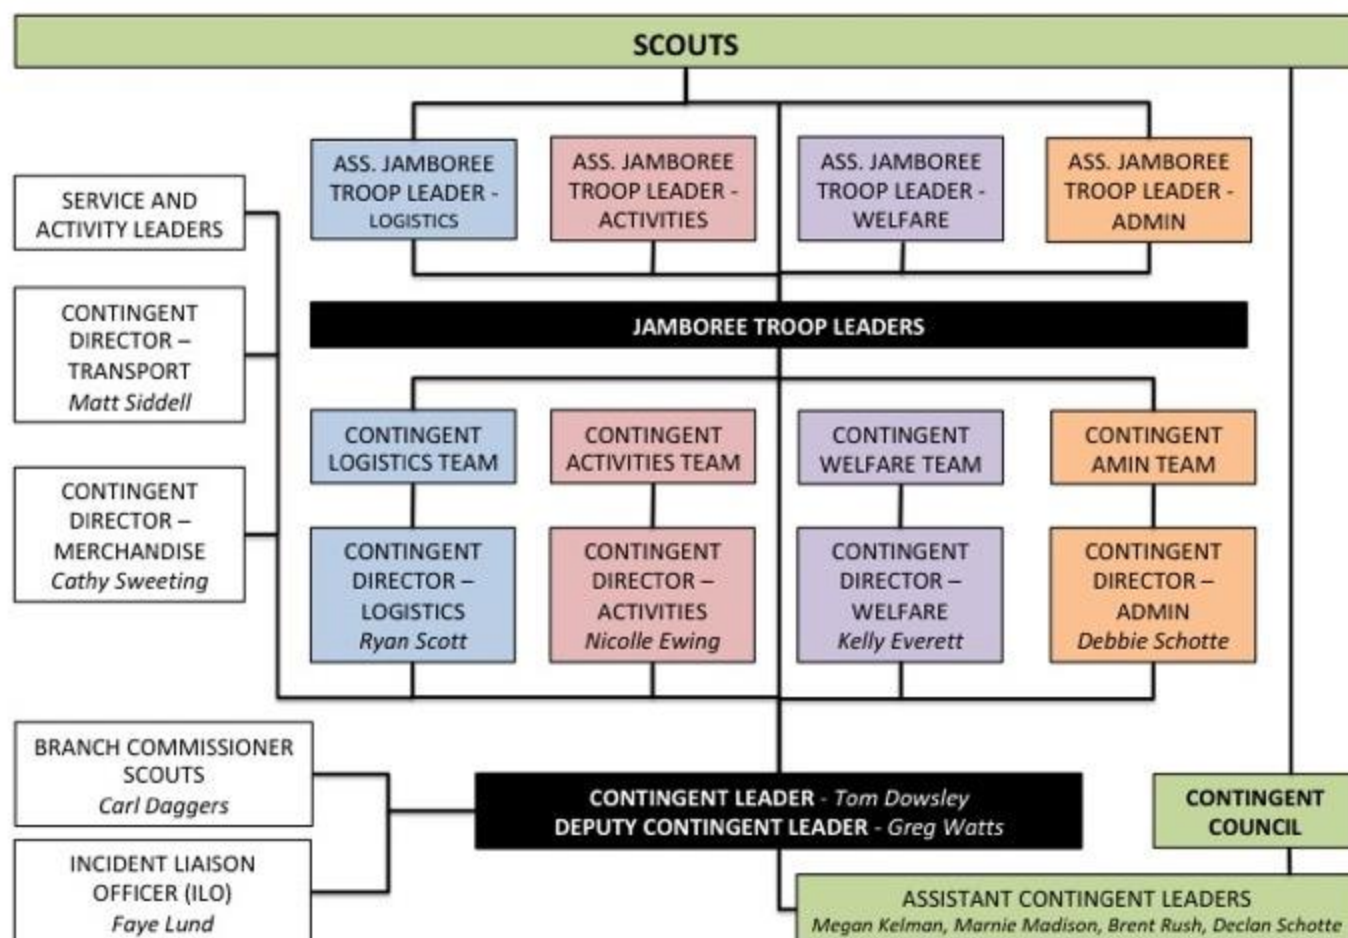 SCOUTS
ASS. JAMBOREE
TROOP LEADER -
LOGISTICS
ASS. JAMBOREE
TROOP LEADER -
ACTIVITIES
ASS. JAMBOREE
TROOP LEADER -
WELFARE
ASS. JAMBOREE
TROOP LEADER -
ADMIN
SERVICE AND
ACTIVITY LEADERS
CONTINGENT
DIRECTOR –
TRANSPORT
Matt Siddell
CONTINGENT
DIRECTOR –
MERCHANDISE
Cathy Sweeting
JAMBOREE TROOP LEADERS
CONTINGENT
LOGISTICS TEAM
CONTINGENT
ACTIVITIES TEAM
CONTINGENT
WELFARE TEAM
CONTINGENT
AMIN TEAM
CONTINGENT
DIRECTOR –
LOGISTICS
Ryan Scott
CONTINGENT
DIRECTOR –
ACTIVITIES
Nicolle Ewing
CONTINGENT
DIRECTOR –
WELFARE
Kelly Everett
CONTINGENT
DIRECTOR –
ADMIN
Debbie Schotte
BRANCH COMMISSIONER
SCOUTS
Carl Daggers
INCIDENT LIAISON
OFFICER (ILO)
Faye Lund
CONTINGENT LEADER - Tom Dowsley
DEPUTY CONTINGENT LEADER - Greg Watts
CONTINGENT
COUNCIL
ASSISTANT CONTINGENT LEADERS
Megan Kelman, Marnie Madison, Brent Rush, Declan Schotte